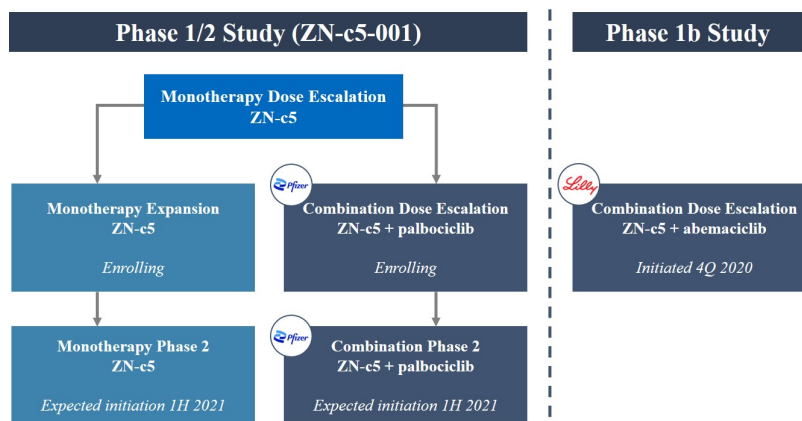 Phase 1/2 Study (ZN-c5-001)
Phase 1b Study
Monotherapy Dose Escalation
ZN-c5
Monotherapy Expansion
ZN-c5
Enrolling
Pfizer
Combination Dose Escalation
ZN-c5 + palbociclib
Enrolling
Lilly
Combination Dose Escalation
ZN-c5 + abemaciclib
Initiated 4Q 2020
Monotherapy Phase 2
ZN-c5
Expected initiation 1H 2021
Pfizer
Combination Phase 2
ZN-c5 + palbociclib
Expected initiation 1H 2021